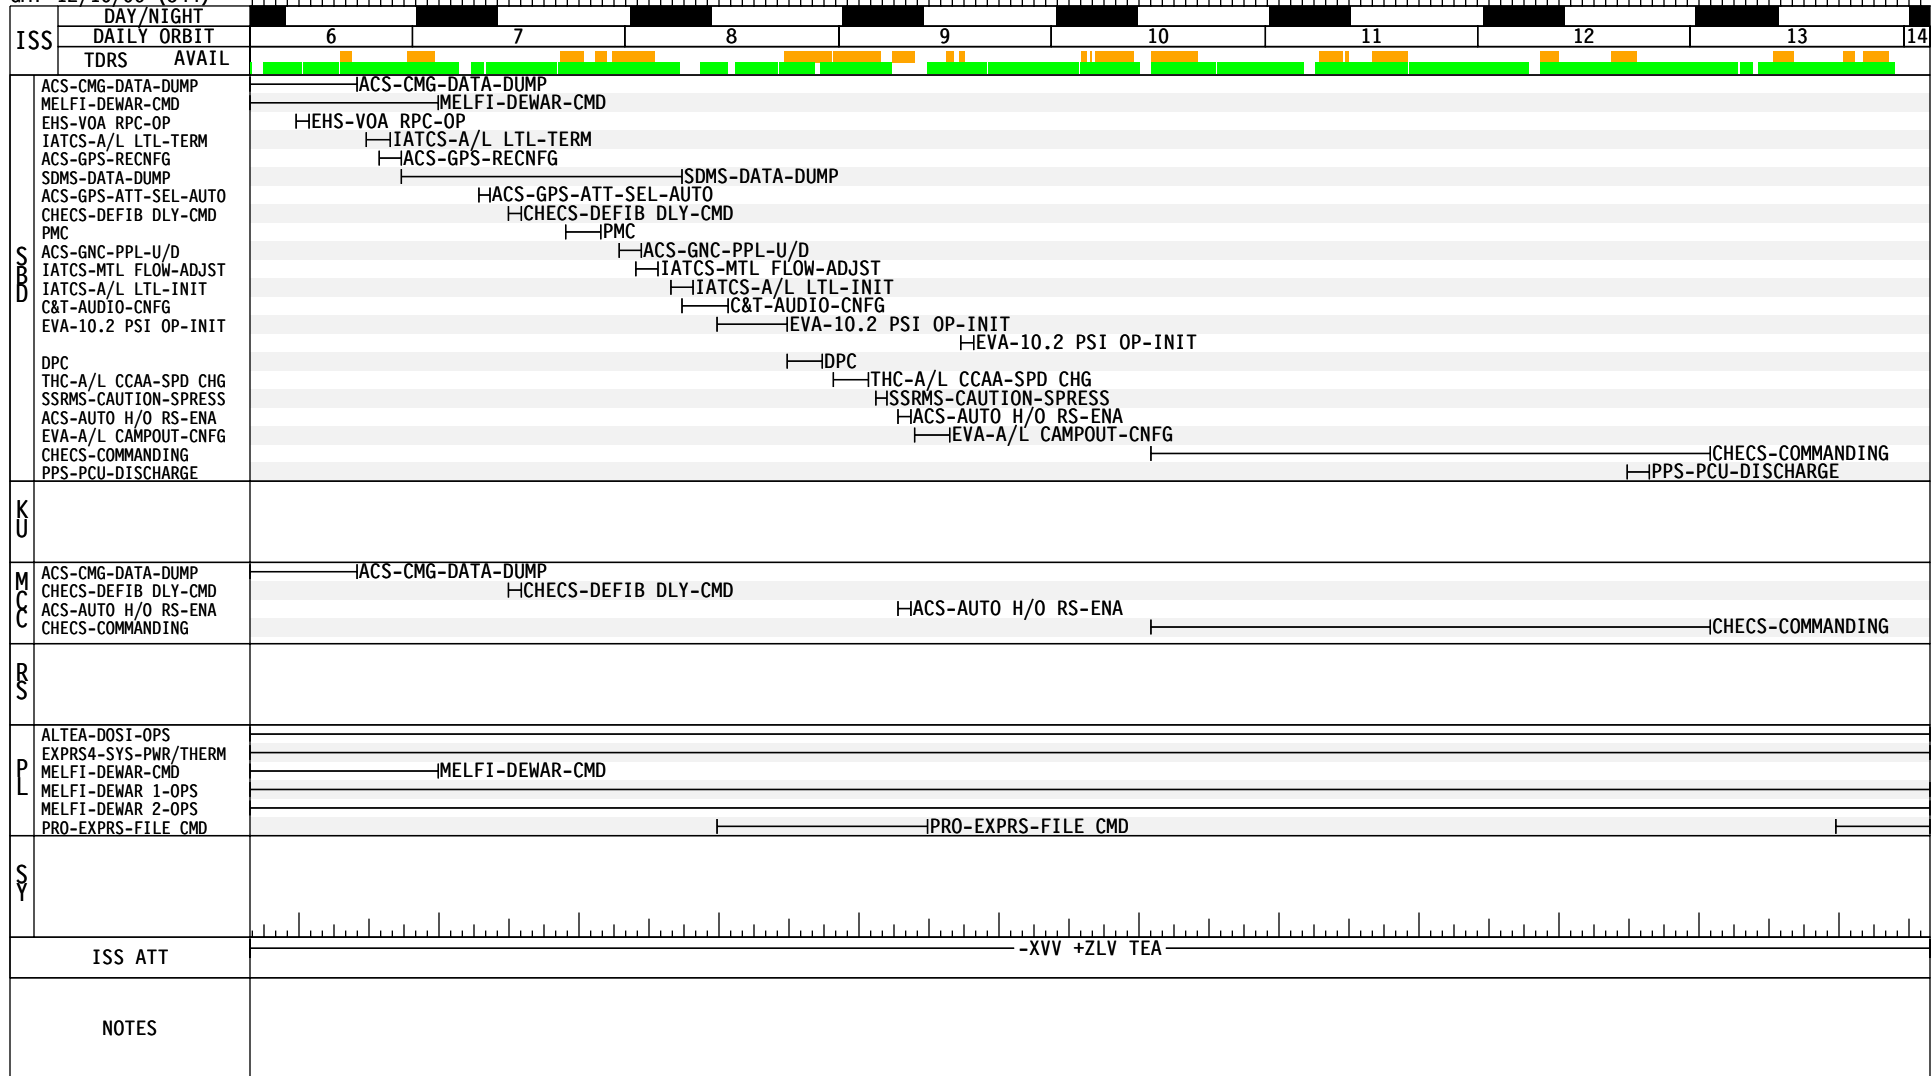 DAY/NIGHT
ISS DAILY ORBIT 6 7 8 9 10 11 12 13 14
TDRS AVAIL
SBD
ACS-CMG-DATA-DUMP ACS-CMG-DATA-DUMP
MELFI-DEWAR-CMD MELFI-DEWAR-CMD
EHS-VOA RPC-OP EHS-VOA RPC-OP
IATCS-A/L LTL-TERM IATCS-A/L LTL-TERM
ACS-GPS-RECNFG ACS-GPS-RECNFG
SDMS-DATA-DUMP SDMS-DATA-DUMP
ACS-GPS-ATT-SEL-AUTO ACS-GPS-ATT-SEL-AUTO
CHECS-DEFIB DLY-CMD CHECS-DEFIB DLY-CMD
PMC PMC
ACS-GNC-PPL-U/D ACS-GNC-PPL-U/D
IATCS-MTL FLOW-ADJST IATCS-MTL FLOW-ADJST
IATCS-A/L LTL-INIT IATCS-A/L LTL-INIT
C&T-AUDIO-CNFG C&T-AUDIO-CNFG
EVA-10.2 PSI OP-INIT EVA-10.2 PSI OP-INIT
EVA-10.2 PSI OP-INIT
DPC DPC
THC-A/L CCAA-SPD CHG THC-A/L CCAA-SPD CHG
SSRMS-CAUTION-SPRESS SSRMS-CAUTION-SPRESS
ACS-AUTO H/O RS-ENA ACS-AUTO H/O RS-ENA
EVA-A/L CAMPOUT-CNFG EVA-A/L CAMPOUT-CNFG
CHECS-COMMANDING CHECS-COMMANDING
PPS-PCU-DISCHARGE PPS-PCU-DISCHARGE
KU
MCC
ACS-CMG-DATA-DUMP ACS-CMG-DATA-DUMP
CHECS-DEFIB DLY-CMD CHECS-DEFIB DLY-CMD
ACS-AUTO H/O RS-ENA ACS-AUTO H/O RS-ENA
CHECS-COMMANDING CHECS-COMMANDING
RS
PL
ALTEA-DOSI-OPS
EXPRS4-SYS-PWR/THERM
MELFI-DEWAR-CMD MELFI-DEWAR-CMD
MELFI-DEWAR 1-OPS
MELFI-DEWAR 2-OPS
PRO-EXPRS-FILE CMD PRO-EXPRS-FILE CMD
SY
ISS ATT -XVV +ZLV TEA
NOTES